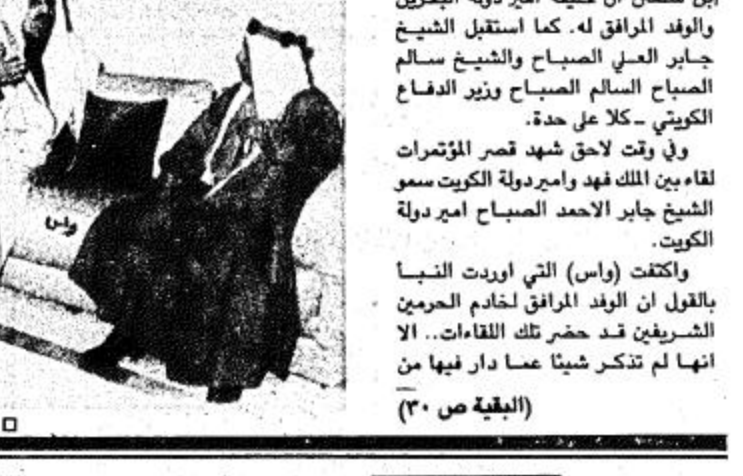 والوفد المرافق له. كما استقبل الشيخ
جابر العلي الصباح والشيخ سالم
الصباح السالم الصباح وزير الدفاع
الكويتي - كلا على حدة.
وفي وقت لاحق شهد قصر المؤتمرات
لقاء بين الملك فهد وامير دولة الكويت سمو
الشيخ جابر الاحمد الصباح امير دولة
الكويت.
واكتفت (واس) التي اوردت النبأ
بالقول ان الوفد المرافق لخادم الحرمين
الشريفين قد حضر تلك اللقاءات.. الا
انها لم تذكر شيئا عما دار فيها من
(البقية ص ٣٠)
واس